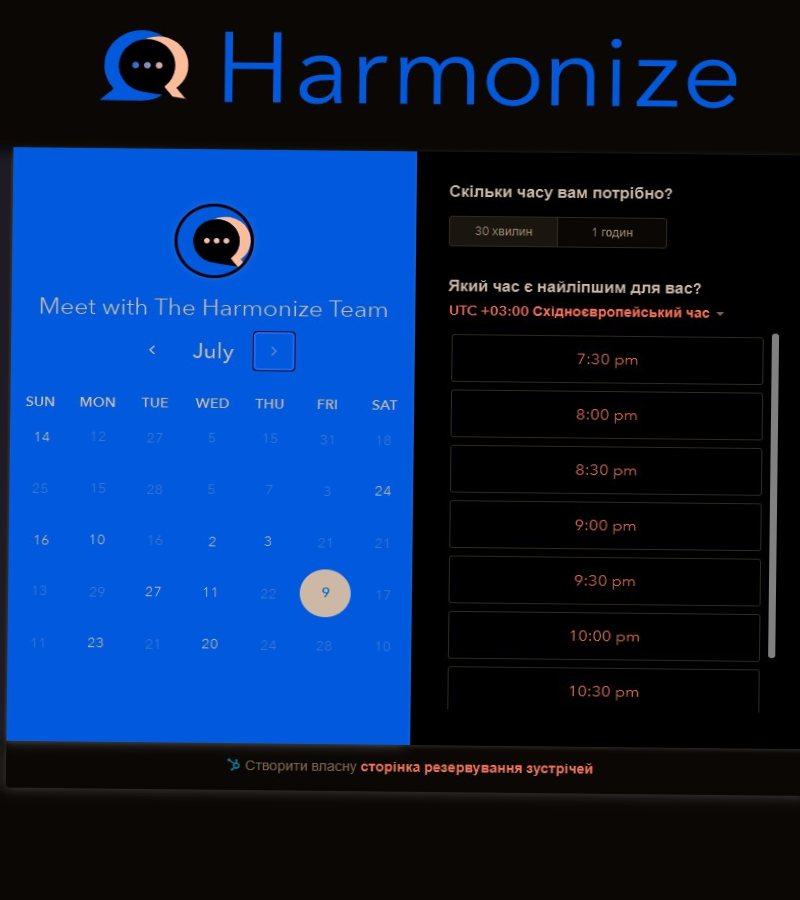 Harmonize
Meet with The Harmonize Team
July
SUN MON TUE WED THU FRI SAT
14 12 27 5 15 31 18
25 15 28 5 7 3 24
16 10 16 2 3 21 21
13 29 27 11 22 9 17
11 23 21 20 24 28 10
Скільки часу вам потрібно?
30 хвилин 1 годин
Який час є найліпшим для вас?
UTC +03:00 Східноєвропейський час
7:30 pm
8:00 pm
8:30 pm
9:00 pm
9:30 pm
10:00 pm
10:30 pm
Створити власну сторінка резервування зустрічей